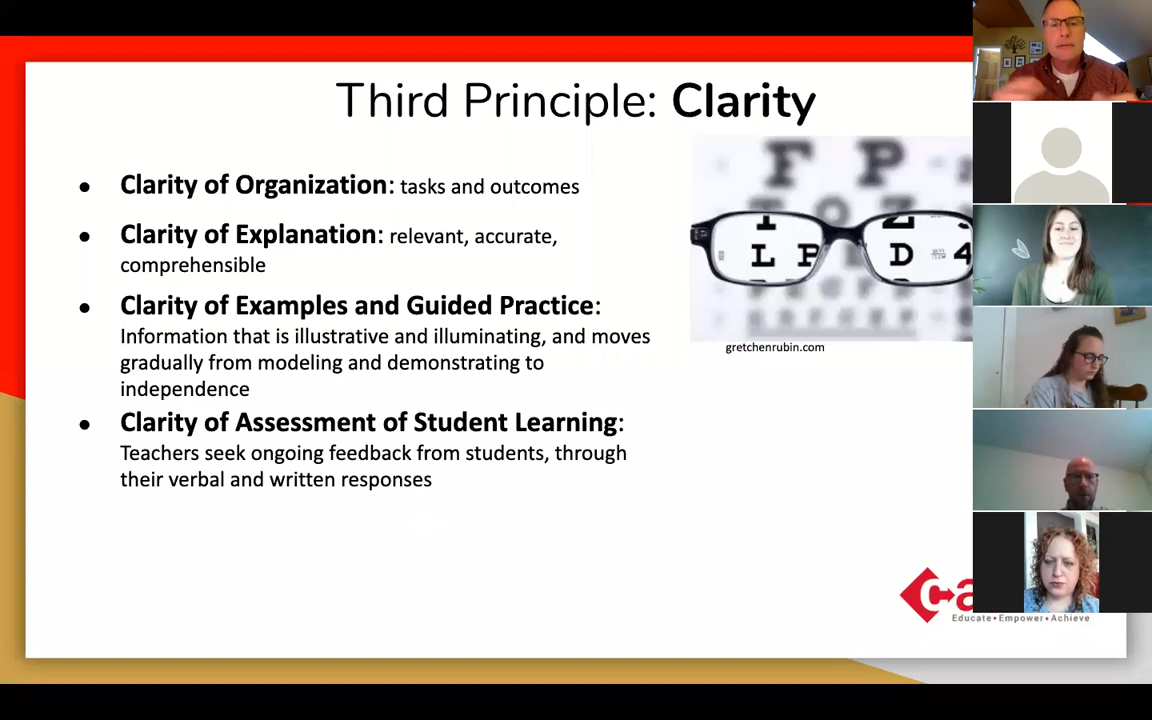 Third Principle: Clarity
● Clarity of Organization: tasks and outcomes
● Clarity of Explanation: relevant, accurate,
comprehensible
● Clarity of Examples and Guided Practice:
Information that is illustrative and illuminating, and moves
gradually from modeling and demonstrating to
independence
● Clarity of Assessment of Student Learning:
Teachers seek ongoing feedback from students, through
their verbal and written responses
F P
T O Z
L P D 4
gretchenrubin.com
ca
Educate•Empower•Achieve